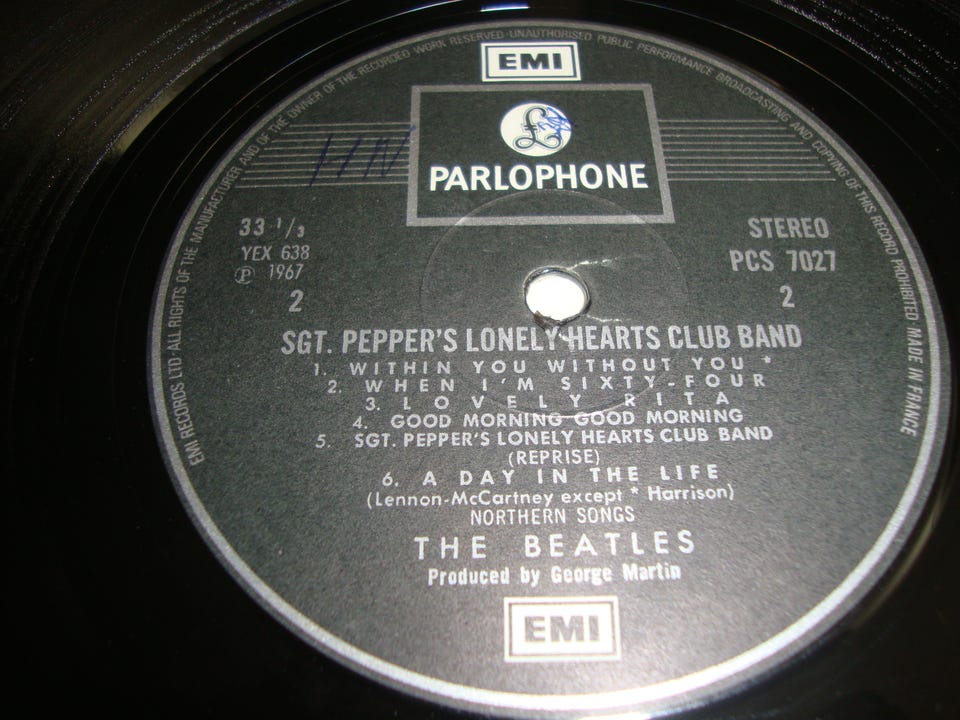 EMI
EMI RECORDS LTD·ALL RIGHTS OF THE MANUFACTURER AND OF THE OWNER OF THE RECORDED WORK RESERVED·UNAUTHORISED PUBLIC PERFORMANCE BROADCASTING AND COPYING OF THIS RECORD PROHIBITED·MADE IN FRANCE
£
PARLOPHONE
33 1/3
YEX 638
℗ 1967
2
STEREO
PCS 7027
2
SGT. PEPPER'S LONELY HEARTS CLUB BAND
1. WITHIN YOU WITHOUT YOU *
2. WHEN I'M SIXTY-FOUR
3. LOVELY RITA
4. GOOD MORNING GOOD MORNING
5. SGT. PEPPER'S LONELY HEARTS CLUB BAND
(REPRISE)
6. A DAY IN THE LIFE
(Lennon-McCartney except * Harrison)
NORTHERN SONGS
THE BEATLES
Produced by George Martin
EMI